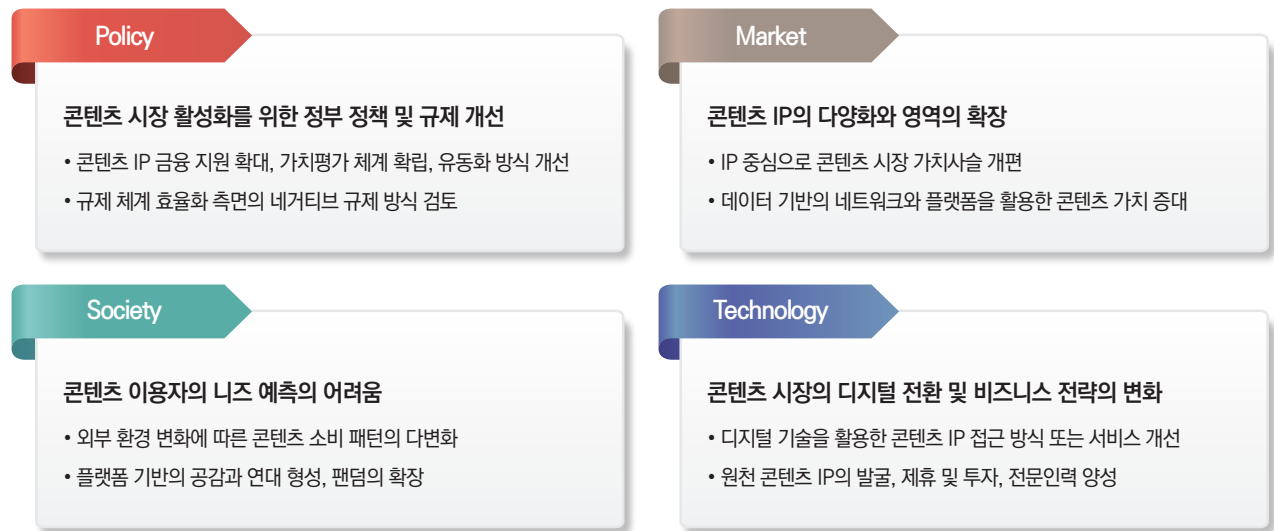 Policy
콘텐츠 시장 활성화를 위한 정부 정책 및 규제 개선
• 콘텐츠 IP 금융 지원 확대, 가치평가 체계 확립, 유동화 방식 개선
• 규제 체계 효율화 측면의 네거티브 규제 방식 검토
Market
콘텐츠 IP의 다양화와 영역의 확장
• IP 중심으로 콘텐츠 시장 가치사슬 개편
• 데이터 기반의 네트워크와 플랫폼을 활용한 콘텐츠 가치 증대
Society
콘텐츠 이용자의 니즈 예측의 어려움
• 외부 환경 변화에 따른 콘텐츠 소비 패턴의 다변화
• 플랫폼 기반의 공감과 연대 형성, 팬덤의 확장
Technology
콘텐츠 시장의 디지털 전환 및 비즈니스 전략의 변화
• 디지털 기술을 활용한 콘텐츠 IP 접근 방식 또는 서비스 개선
• 원천 콘텐츠 IP의 발굴, 제휴 및 투자, 전문인력 양성